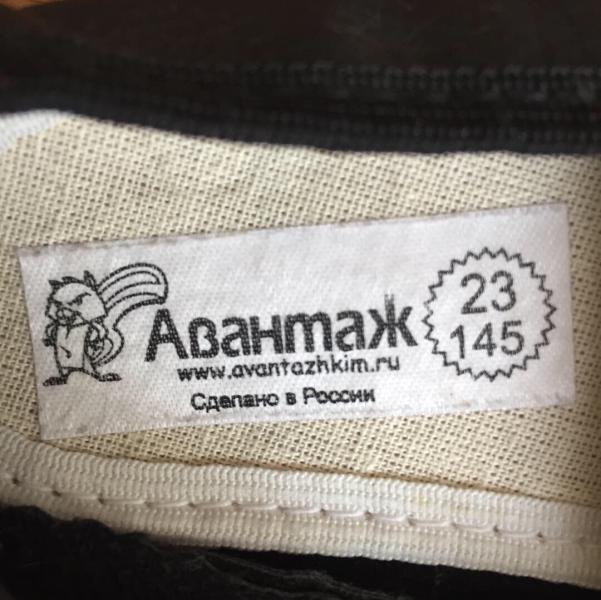 Авантаж
www.avantazhkim.ru
Сделано в России
23
145